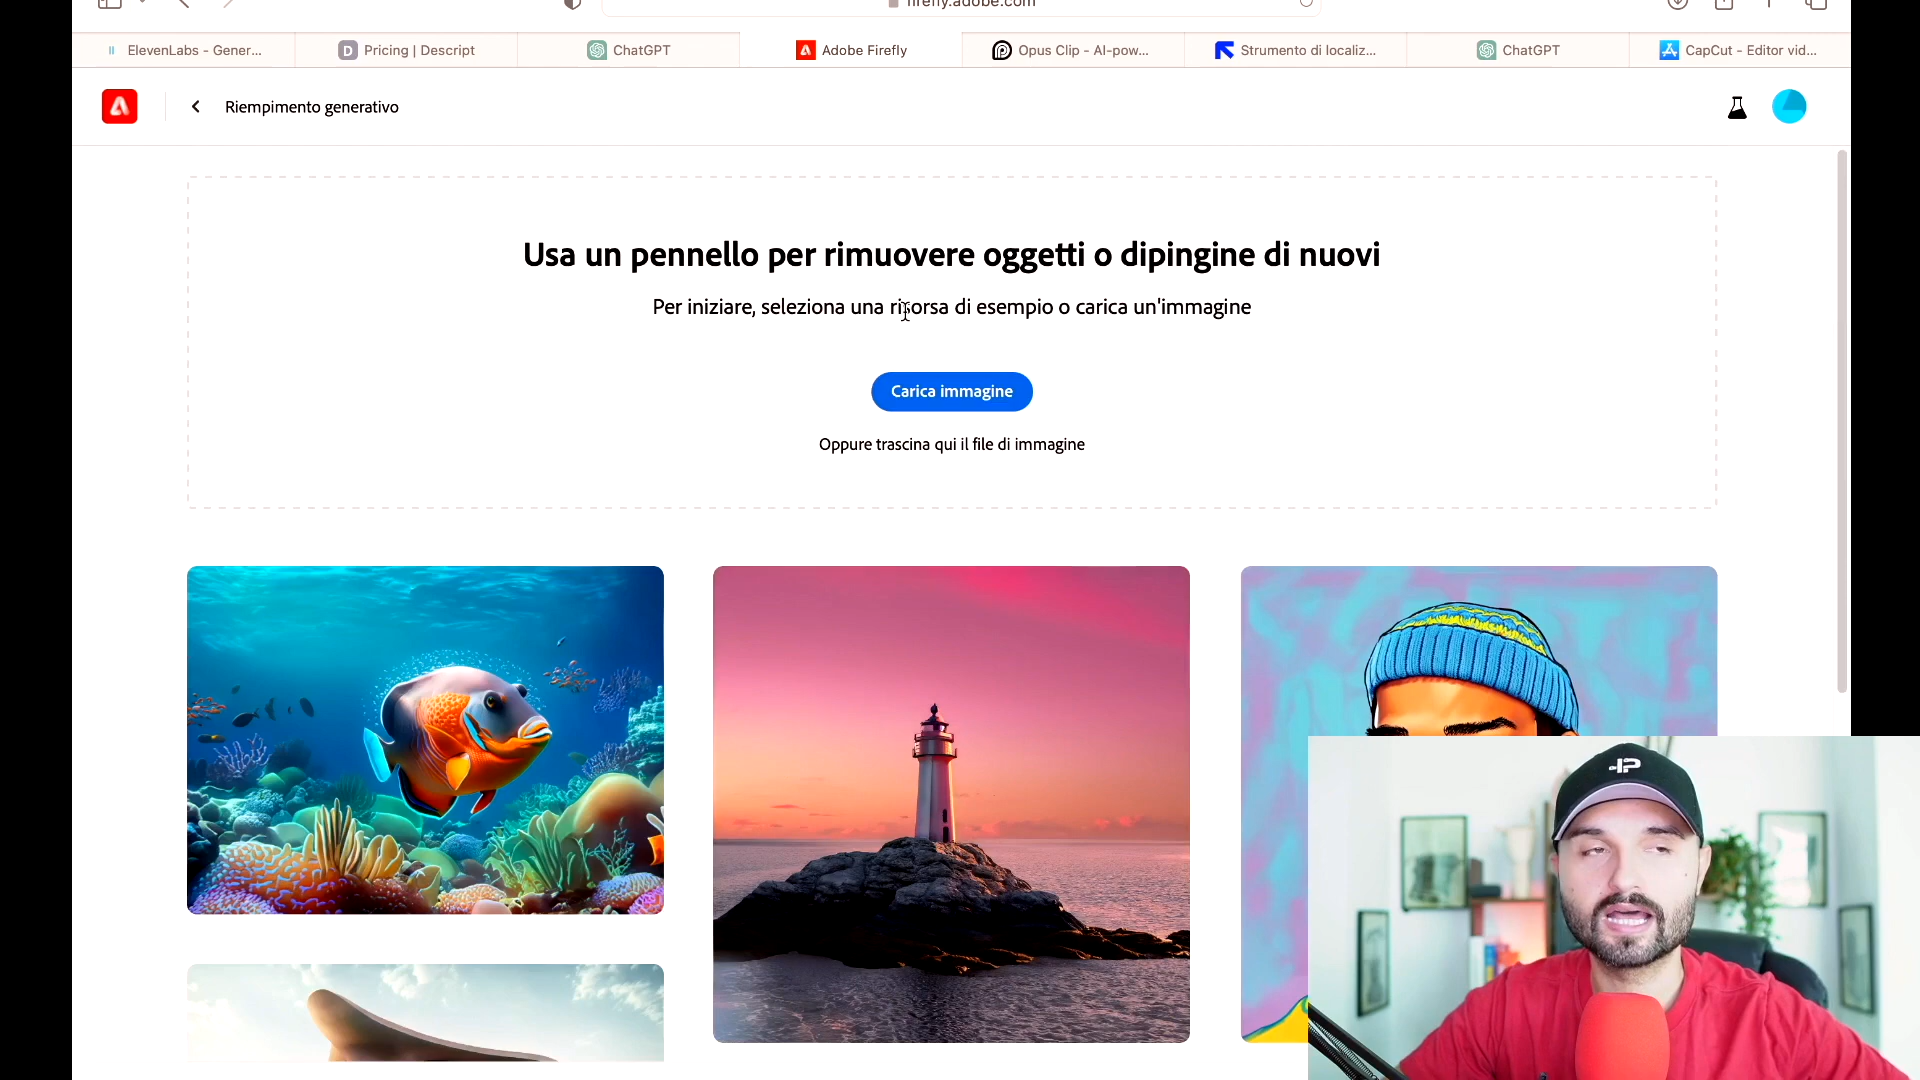 firefly.adobe.com
ElevenLabs - Gener...
Pricing | Descript
ChatGPT
Adobe Firefly
Opus Clip - AI-pow...
Strumento di localiz...
ChatGPT
CapCut - Editor vid...
Riempimento generativo
Usa un pennello per rimuovere oggetti o dipingine di nuovi
Per iniziare, seleziona una risorsa di esempio o carica un'immagine
Carica immagine
Oppure trascina qui il file di immagine